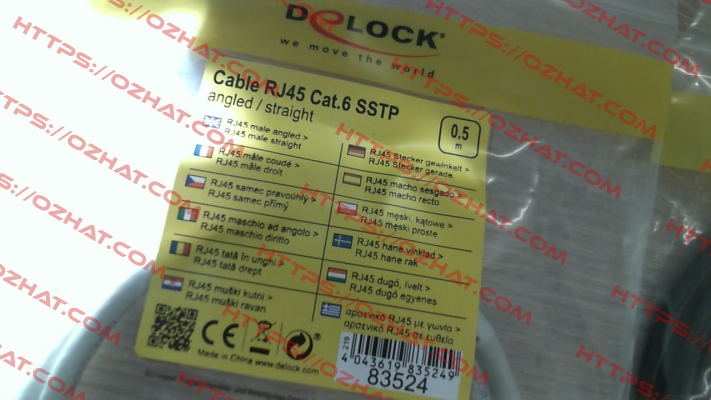 DELOCK®
we move the world
Cable RJ45 Cat.6 SSTP
angled / straight
0.5
m
RJ45 male angled >
RJ45 male straight
RJ45 Stecker gewinkelt >
RJ45 Stecker gerade
RJ45 mâle coudé >
RJ45 mâle droit
RJ45 macho sesgado >
RJ45 macho recto
RJ45 samec pravoúhlý >
RJ45 samec přímý
RJ45 męski, kątowe >
RJ45 męski proste
RJ45 maschio ad angolo >
RJ45 maschio diritto
RJ45 hane vinklad >
RJ45 hane rak
RJ45 tată în unghi >
RJ45 tată drept
RJ45 dugó, ívelt >
RJ45 dugó egyenes
RJ45 muški kutni >
RJ45 muški ravan
αρσενικό RJ45 με γωνία >
αρσενικό RJ45 σε ευθεία
CE
Made in China www.delock.com
219
4 043619 835249
83524
HTTPS://OZHAT.COM